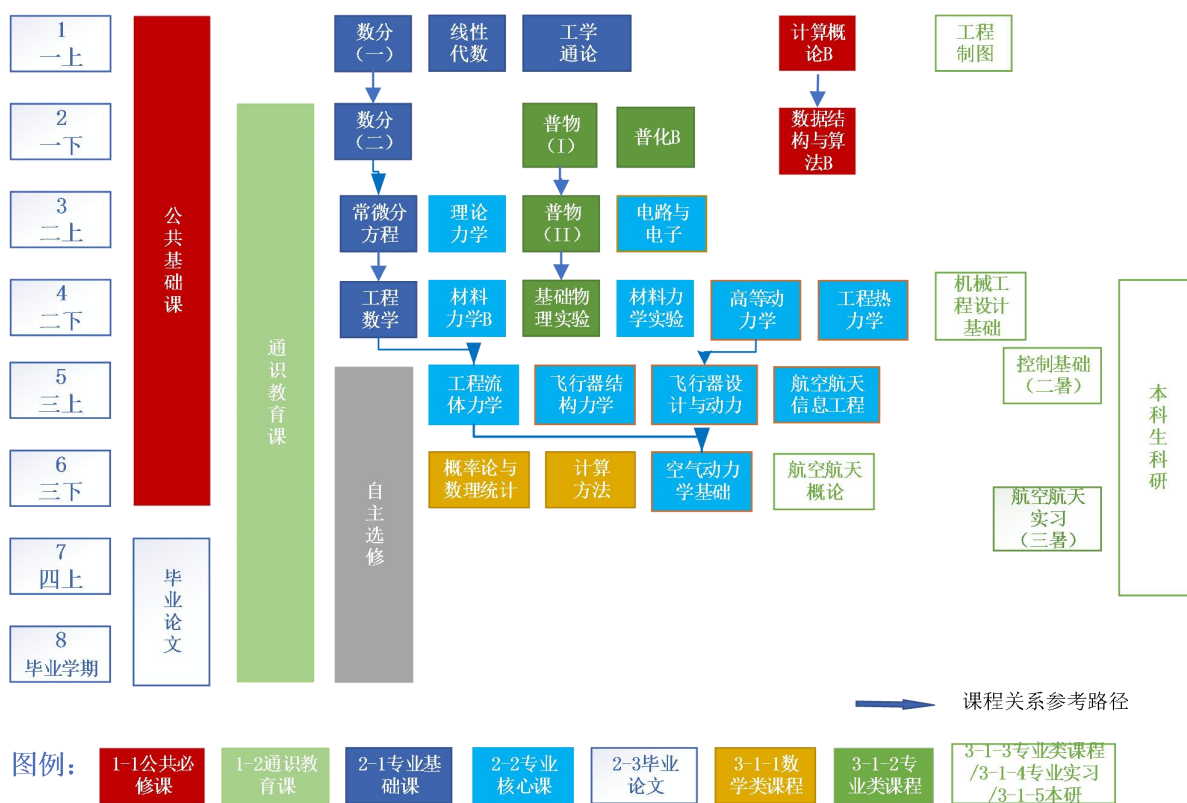 1
一上
数分
（一）
线性
代数
工学
通论
计算概
论B
工程
制图
2
一下
数分
（二）
普物
（I）
普化B
数据结
构与算
法B
3
二上
公
共
基
础
课
常微分
方程
理论
力学
普物
（II）
电路与
电子
4
二下
通
识
教
育
课
工程
数学
材料
力学B
基础物
理实验
材料力
学实验
高等动
力学
工程热
力学
机械工
程设计
基础
5
三上
工程流
体力学
飞行器结
构力学
飞行器设
计与动力
航空航天
信息工程
控制基础
（二暑）
本
科
生
科
研
6
三下
自
主
选
修
概率论与
数理统计
计算
方法
空气动力
学基础
航空航天
概论
航空航天
实习
（三暑）
7
四上
毕
业
论
文
8
毕业学期
课程关系参考路径
图例：
1-1公共必
修课
1-2通识教
育课
2-1专业基
础课
2-2专业
核心课
2-3毕业
论文
3-1-1数
学类课程
3-1-2专
业类课程
3-1-3专业类课程
/3-1-4专业实习
/3-1-5本研